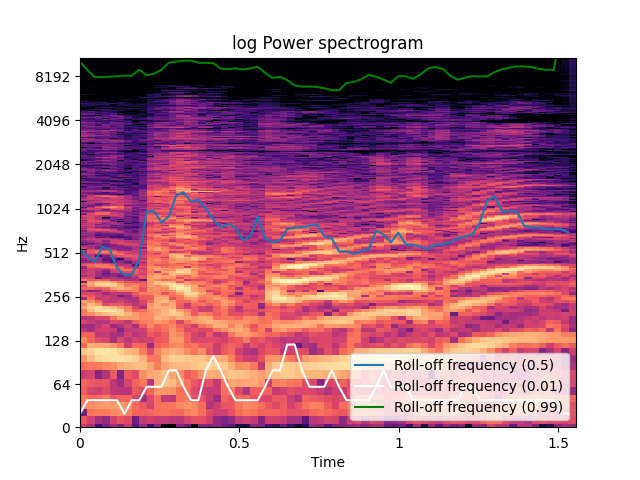 log Power spectrogram
8192
4096
2048
1024
512
256
128
64
0
Hz
Roll-off frequency (0.5)
Roll-off frequency (0.01)
Roll-off frequency (0.99)
0 0.5 1 1.5
Time